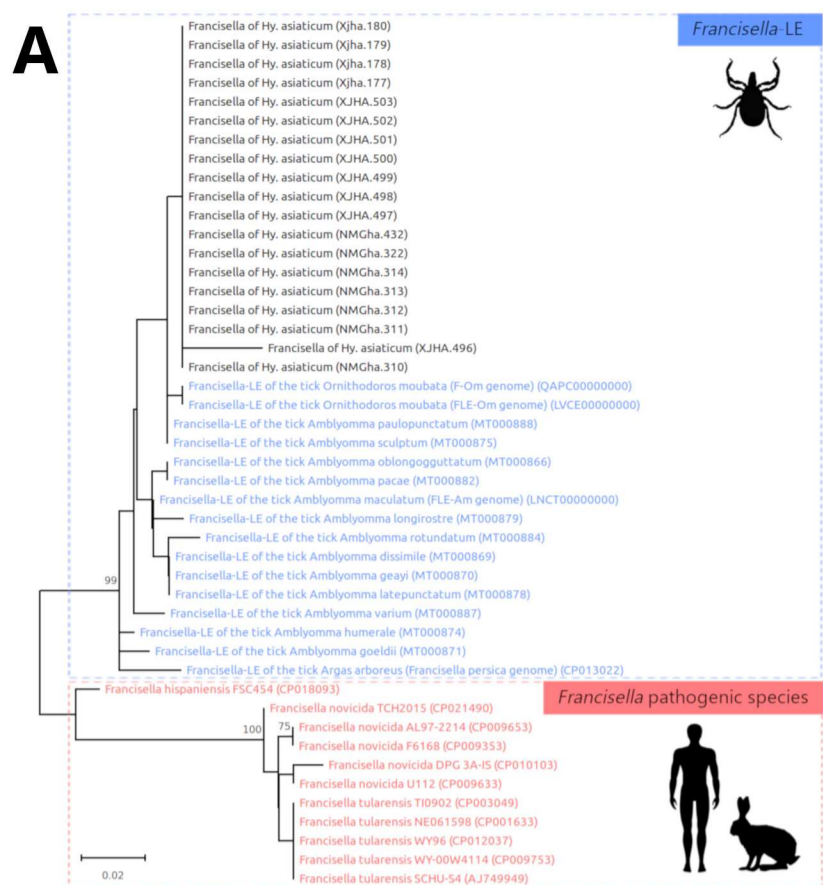 A
Francisella-LE
Francisella of Hy. asiaticum (Xjha.180)
Francisella of Hy. asiaticum (Xjha.179)
Francisella of Hy. asiaticum (Xjha.178)
Francisella of Hy. asiaticum (Xjha.177)
Francisella of Hy. asiaticum (XJHA.503)
Francisella of Hy. asiaticum (XJHA.502)
Francisella of Hy. asiaticum (XJHA.501)
Francisella of Hy. asiaticum (XJHA.500)
Francisella of Hy. asiaticum (XJHA.499)
Francisella of Hy. asiaticum (XJHA.498)
Francisella of Hy. asiaticum (XJHA.497)
Francisella of Hy. asiaticum (NMGha.432)
Francisella of Hy. asiaticum (NMGha.322)
Francisella of Hy. asiaticum (NMGha.314)
Francisella of Hy. asiaticum (NMGha.313)
Francisella of Hy. asiaticum (NMGha.312)
Francisella of Hy. asiaticum (NMGha.311)
Francisella of Hy. asiaticum (XJHA.496)
Francisella of Hy. asiaticum (NMGha.310)
Francisella-LE of the tick Ornithodoros moubata (F-Om genome) (QAPC00000000)
Francisella-LE of the tick Ornithodoros moubata (FLE-Om genome) (LVCE00000000)
Francisella-LE of the tick Amblyomma paulopunctatum (MT000888)
Francisella-LE of the tick Amblyomma sculptum (MT000875)
Francisella-LE of the tick Amblyomma oblongogguttatum (MT000866)
Francisella-LE of the tick Amblyomma pacae (MT000882)
Francisella-LE of the tick Amblyomma maculatum (FLE-Am genome) (LNCT00000000)
Francisella-LE of the tick Amblyomma longirostre (MT000879)
Francisella-LE of the tick Amblyomma rotundatum (MT000884)
Francisella-LE of the tick Amblyomma dissimile (MT000869)
Francisella-LE of the tick Amblyomma geayi (MT000870)
Francisella-LE of the tick Amblyomma latepunctatum (MT000878)
99
Francisella-LE of the tick Amblyomma varium (MT000887)
Francisella-LE of the tick Amblyomma humerale (MT000874)
Francisella-LE of the tick Amblyomma goeldii (MT000871)
Francisella-LE of the tick Argas arboreus (Francisella persica genome) (CP013022)
Francisella hispaniensis FSC454 (CP018093)
Francisella pathogenic species
Francisella novicida TCH2015 (CP021490)
100
75
Francisella novicida AL97-2214 (CP009653)
Francisella novicida F6168 (CP009353)
Francisella novicida DPG 3A-IS (CP010103)
Francisella novicida U112 (CP009633)
Francisella tularensis TI0902 (CP003049)
Francisella tularensis NE061598 (CP001633)
Francisella tularensis WY96 (CP012037)
Francisella tularensis WY-00W4114 (CP009753)
Francisella tularensis SCHU-S4 (AJ749949)
0.02